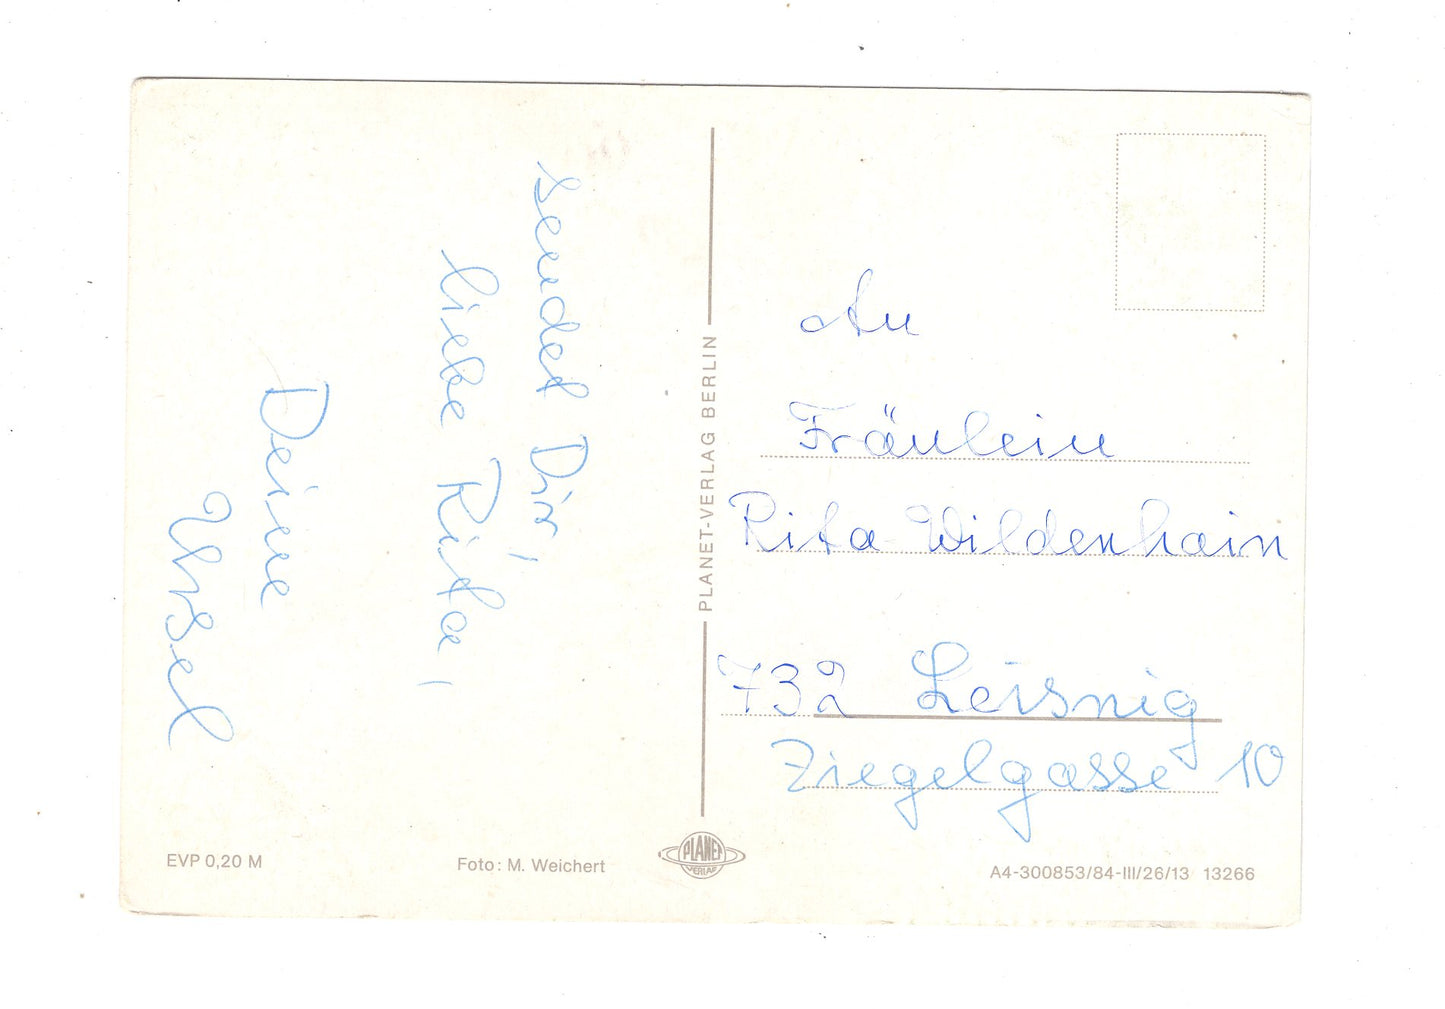 sendet Dir,
liebe Rita,
Deine
Ursel
PLANET-VERLAG BERLIN
An
Fräulein
Rita Wildenhain
732 Leisnig
Ziegelgasse 10
EVP 0,20 M
Foto: M. Weichert
PLANET
VERLAG
A4-300853/84-III/26/13 13266